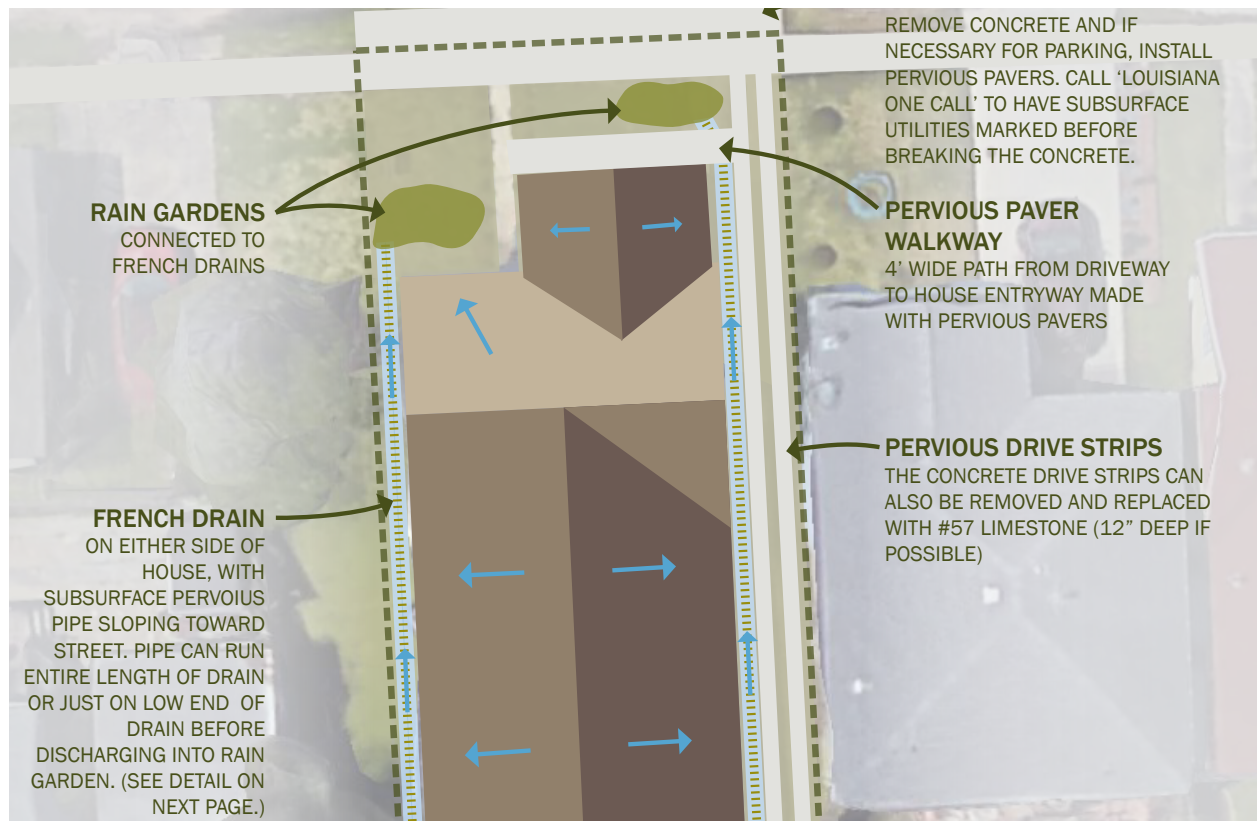 REMOVE CONCRETE AND IF
NECESSARY FOR PARKING, INSTALL
PERVIOUS PAVERS. CALL ‘LOUISIANA
ONE CALL’ TO HAVE SUBSURFACE
UTILITIES MARKED BEFORE
BREAKING THE CONCRETE.
RAIN GARDENS
CONNECTED TO
FRENCH DRAINS
PERVIOUS PAVER
WALKWAY
4’ WIDE PATH FROM DRIVEWAY
TO HOUSE ENTRYWAY MADE
WITH PERVIOUS PAVERS
PERVIOUS DRIVE STRIPS
THE CONCRETE DRIVE STRIPS CAN
ALSO BE REMOVED AND REPLACED
WITH #57 LIMESTONE (12” DEEP IF
POSSIBLE)
FRENCH DRAIN
ON EITHER SIDE OF
HOUSE, WITH
SUBSURFACE PERVOIUS
PIPE SLOPING TOWARD
STREET. PIPE CAN RUN
ENTIRE LENGTH OF DRAIN
OR JUST ON LOW END OF
DRAIN BEFORE
DISCHARGING INTO RAIN
GARDEN. (SEE DETAIL ON
NEXT PAGE.)